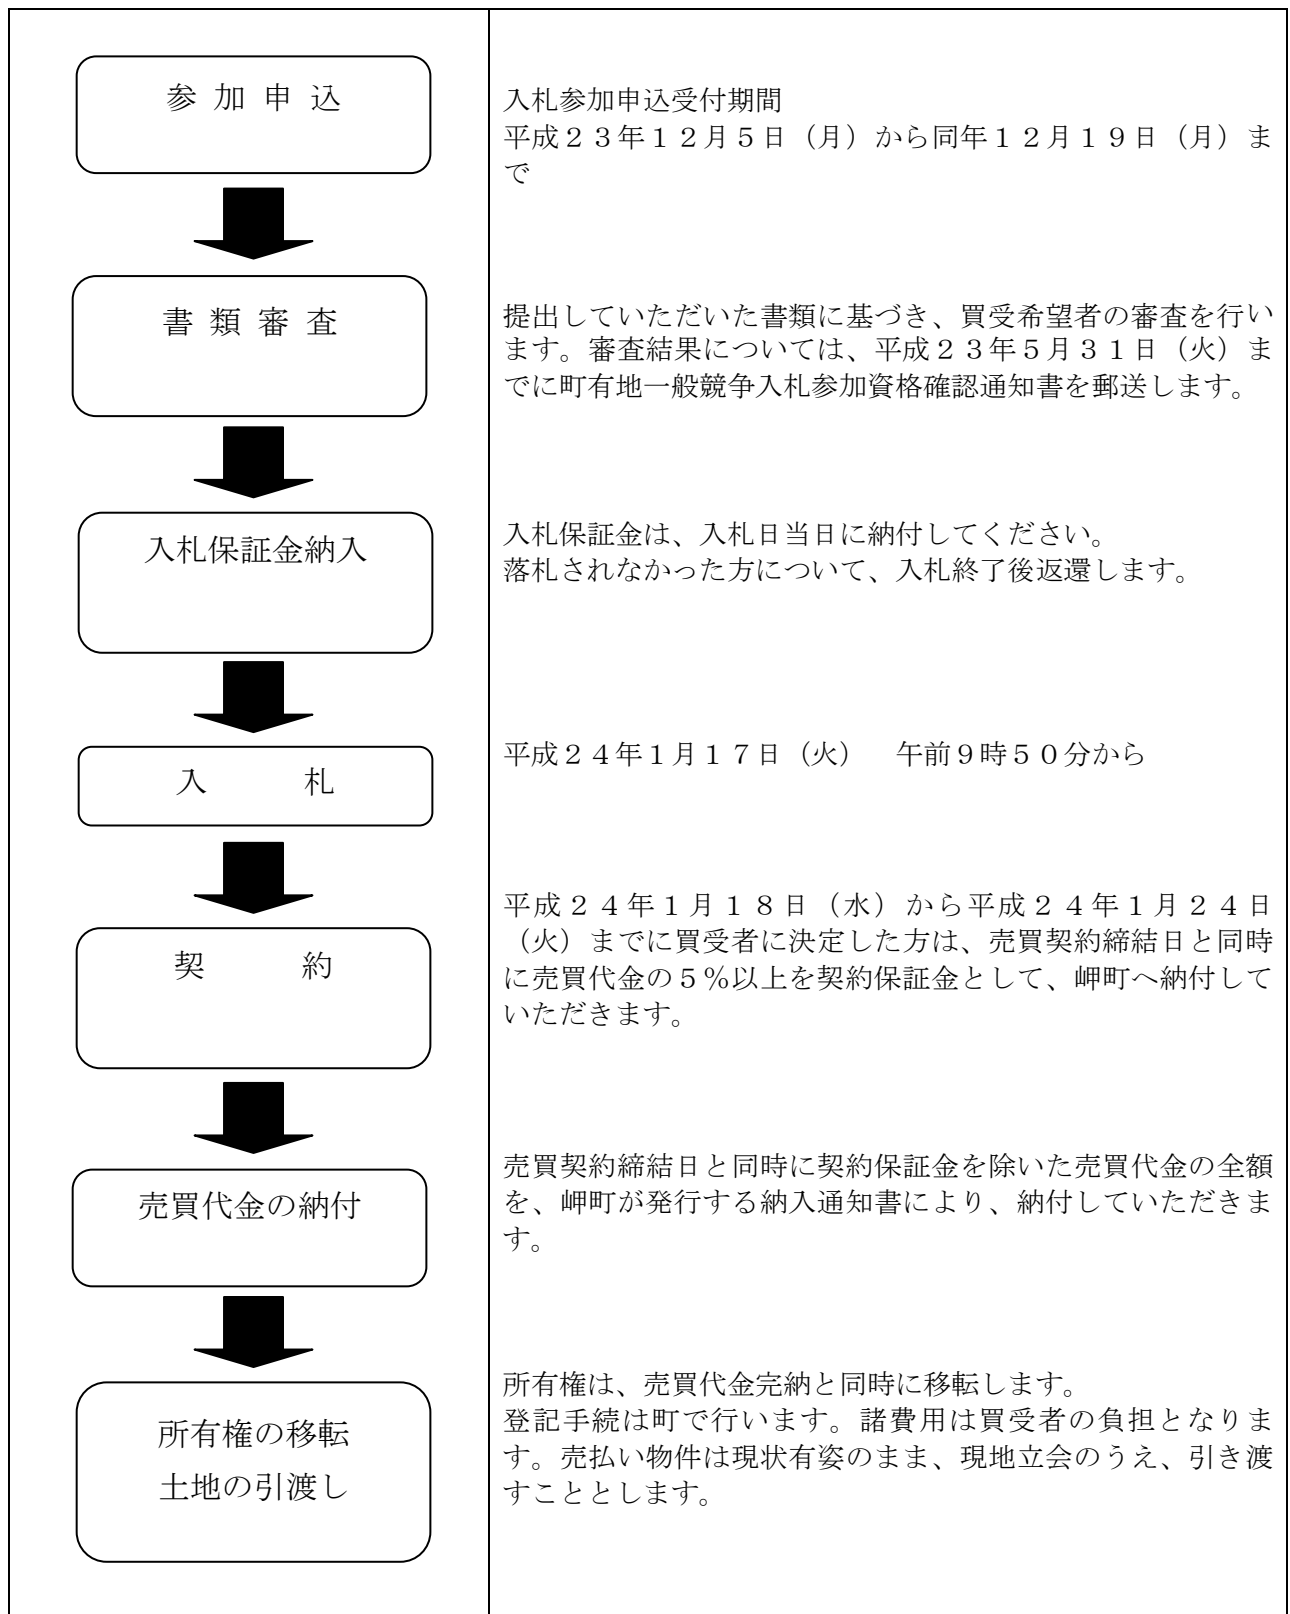 参 加 申 込
入札参加申込受付期間
平成２３年１２月５日（月）から同年１２月１９日（月）ま
で
書 類 審 査
提出していただいた書類に基づき、買受希望者の審査を行い
ます。審査結果については、平成２３年５月３１日（火）ま
でに町有地一般競争入札参加資格確認通知書を郵送します。
入札保証金納入
入札保証金は、入札日当日に納付してください。
落札されなかった方について、入札終了後返還します。
入　　　札
平成２４年１月１７日（火）　午前９時５０分から
契　　　約
平成２４年１月１８日（水）から平成２４年１月２４日
（火）までに買受者に決定した方は、売買契約締結日と同時
に売買代金の５％以上を契約保証金として、岬町へ納付して
いただきます。
売買代金の納付
売買契約締結日と同時に契約保証金を除いた売買代金の全額
を、岬町が発行する納入通知書により、納付していただきま
す。
所有権の移転
土地の引渡し
所有権は、売買代金完納と同時に移転します。
登記手続は町で行います。諸費用は買受者の負担となりま
す。売払い物件は現状有姿のまま、現地立会のうえ、引き渡
すこととします。